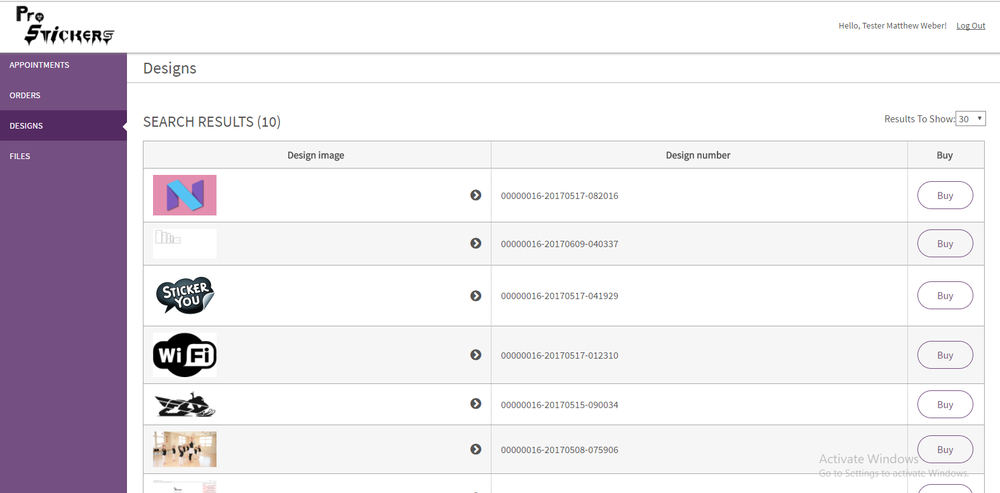 Pro
Stickers
Hello, Tester Matthew Weber! Log Out
APPOINTMENTS
ORDERS
DESIGNS
FILES
Designs
SEARCH RESULTS (10)
Results To Show: 30
Design image Design number Buy
N 00000016-20170517-082016 Buy
00000016-20170609-040337 Buy
STICKER
YOU
00000016-20170517-041929 Buy
Wi Fi 00000016-20170517-012310 Buy
00000016-20170515-090034 Buy
00000016-20170508-075906 Buy
Activate Windows
Go to Settings to activate Windows.